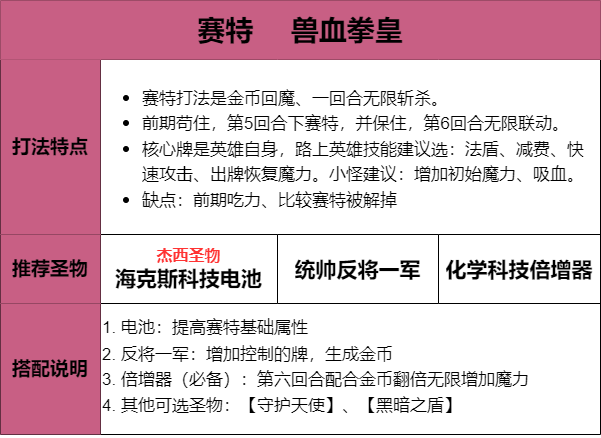 赛特 兽血拳皇
打法特点
• 赛特打法是金币回魔、一回合无限斩杀。
• 前期苟住，第5回合下赛特，并保住，第6回合无限联动。
• 核心牌是英雄自身，路上英雄技能建议选：法盾、减费、快
速攻击、出牌恢复魔力。小怪建议：增加初始魔力、吸血。
• 缺点：前期吃力、比较赛特被解掉
推荐圣物
杰西圣物
海克斯科技电池
统帅反将一军
化学科技倍增器
搭配说明
1. 电池：提高赛特基础属性
2. 反将一军：增加控制的牌，生成金币
3. 倍增器（必备）：第六回合配合金币翻倍无限增加魔力
4. 其他可选圣物：【守护天使】、【黑暗之盾】